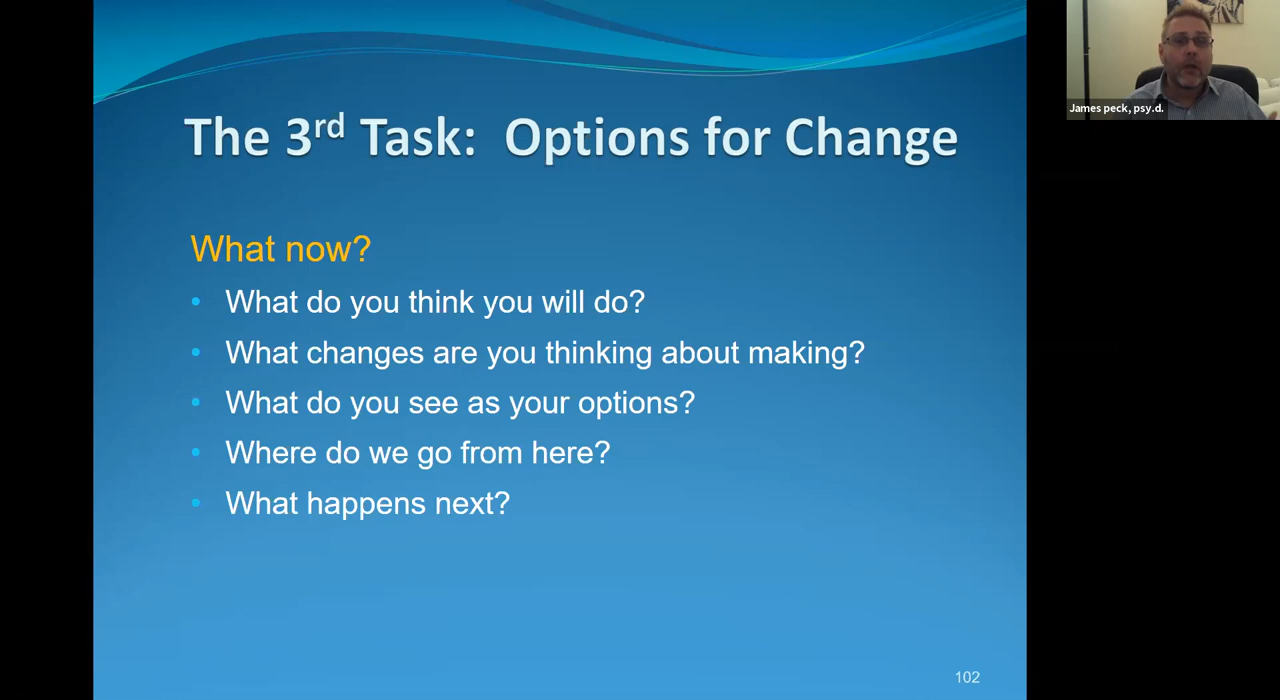 The 3rd Task: Options for Change
What now?
• What do you think you will do?
• What changes are you thinking about making?
• What do you see as your options?
• Where do we go from here?
• What happens next?
102
James peck, psy.d.